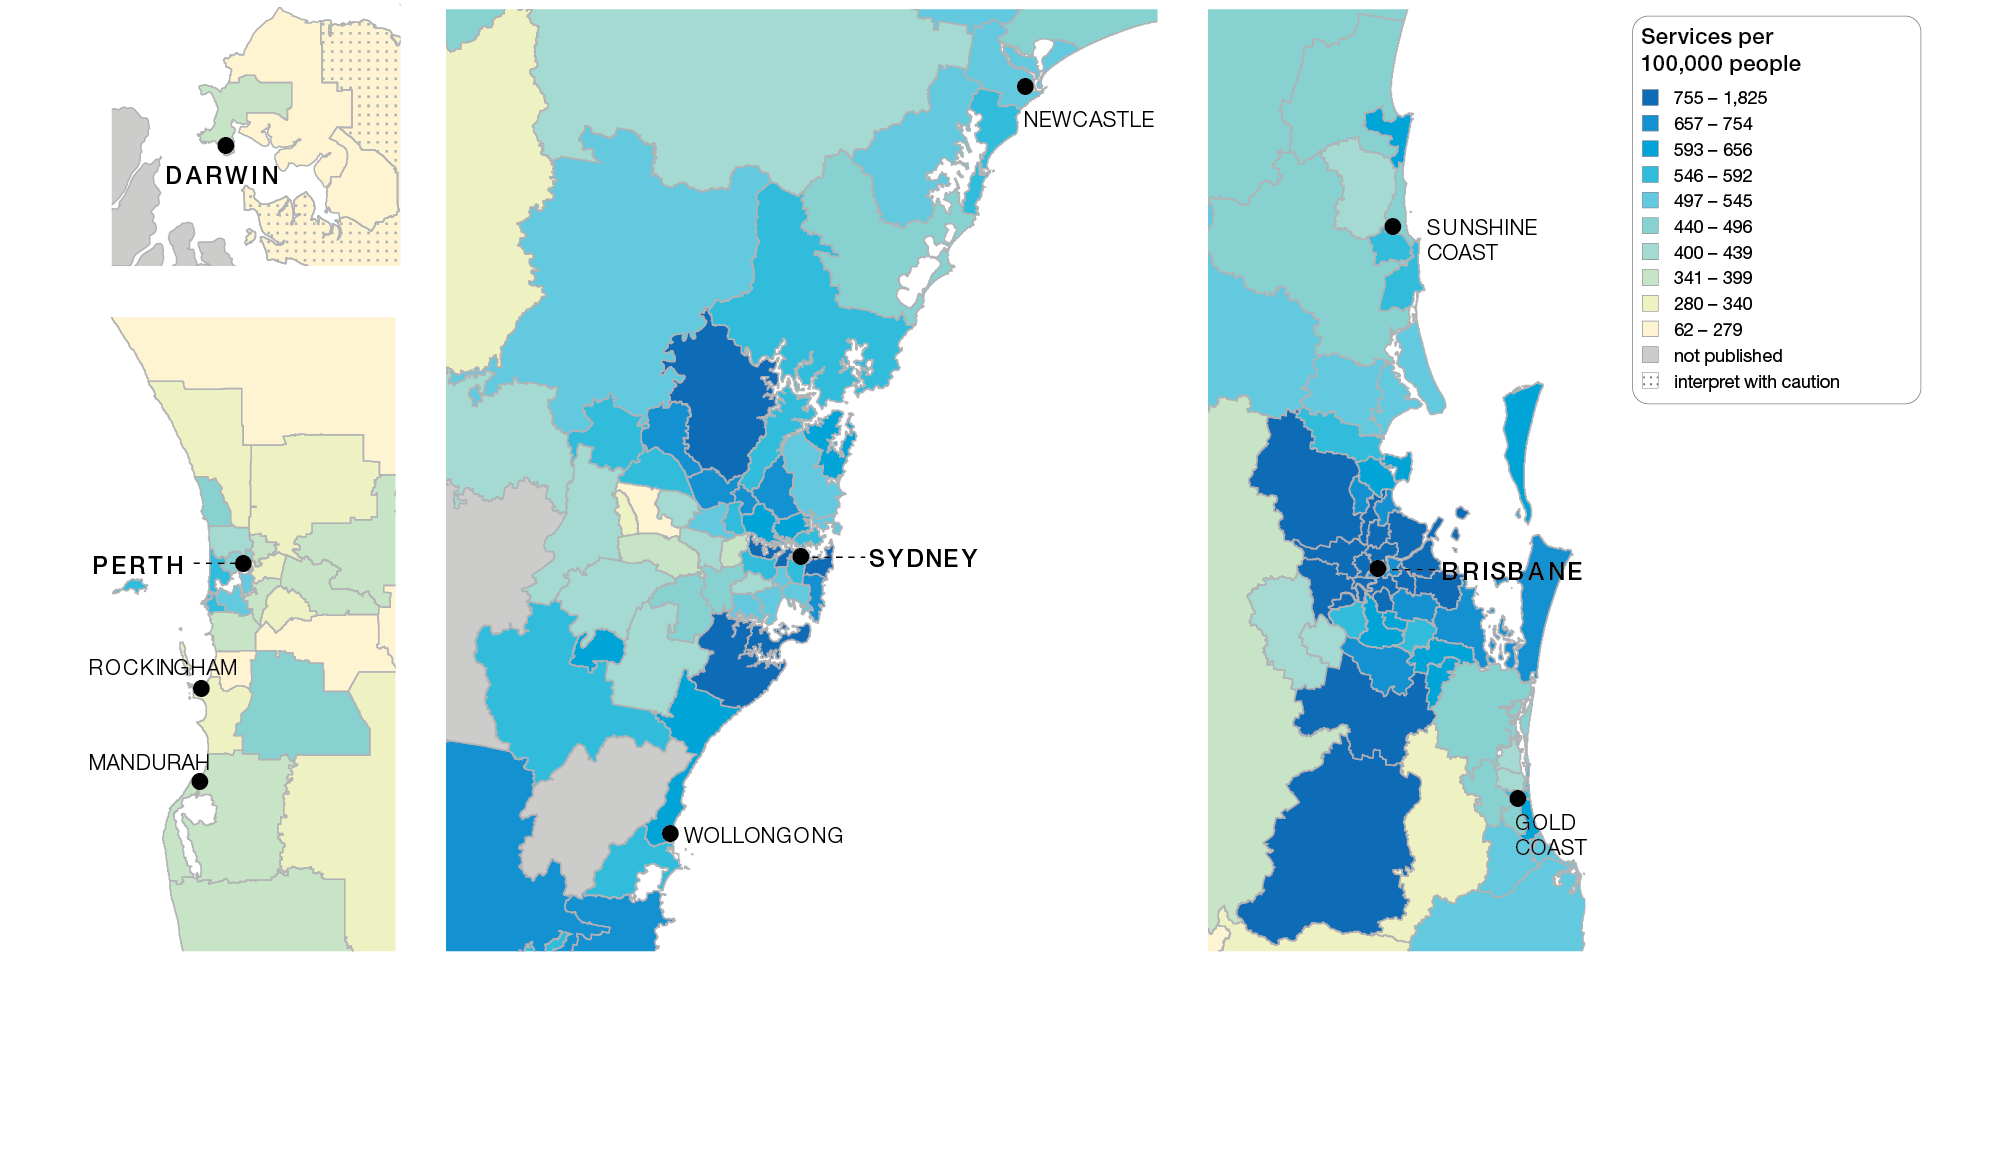 DARWIN
PERTH
ROCKINGHAM
MANDURAH
NEWCASTLE
SYDNEY
WOLLONGONG
SUNSHINE
COAST
BRISBANE
GOLD
COAST
Services per
100,000 people
755 – 1,825
657 – 754
593 – 656
546 – 592
497 – 545
440 – 496
400 – 439
341 – 399
280 – 340
62 – 279
not published
interpret with caution